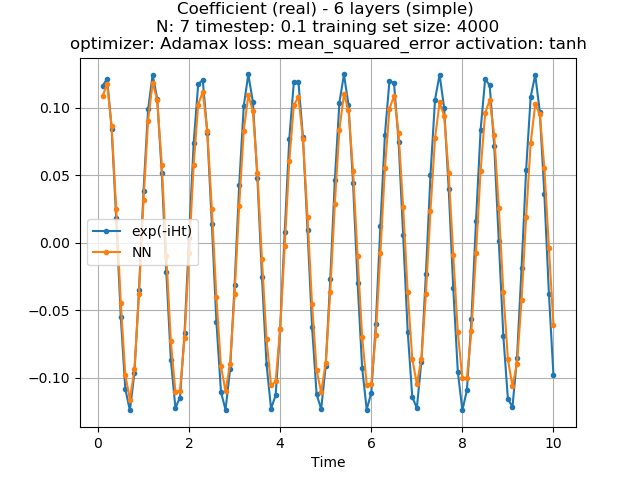 Coefficient (real) - 6 layers (simple)
N: 7 timestep: 0.1 training set size: 4000
optimizer: Adamax loss: mean_squared_error activation: tanh
0.10
0.05
0.00
−0.05
−0.10
exp(-iHt)
NN
0 2 4 6 8 10
Time